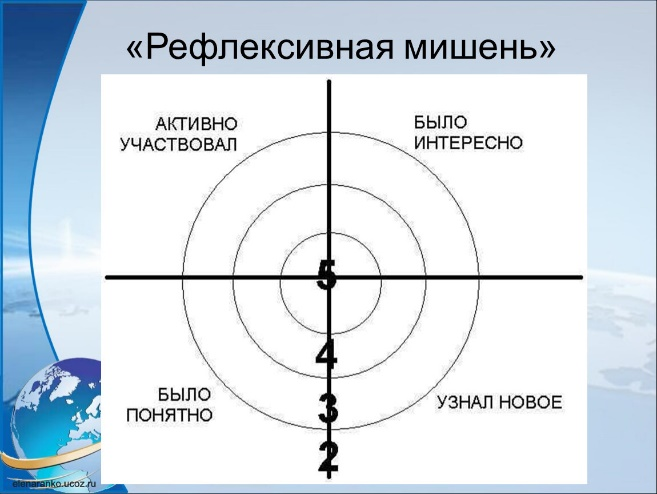 «Рефлексивная мишень»
АКТИВНО
УЧАСТВОВАЛ
БЫЛО
ИНТЕРЕСНО
5
4
БЫЛО
ПОНЯТНО
3
УЗНАЛ НОВОЕ
2
elenaranko.ucoz.ru